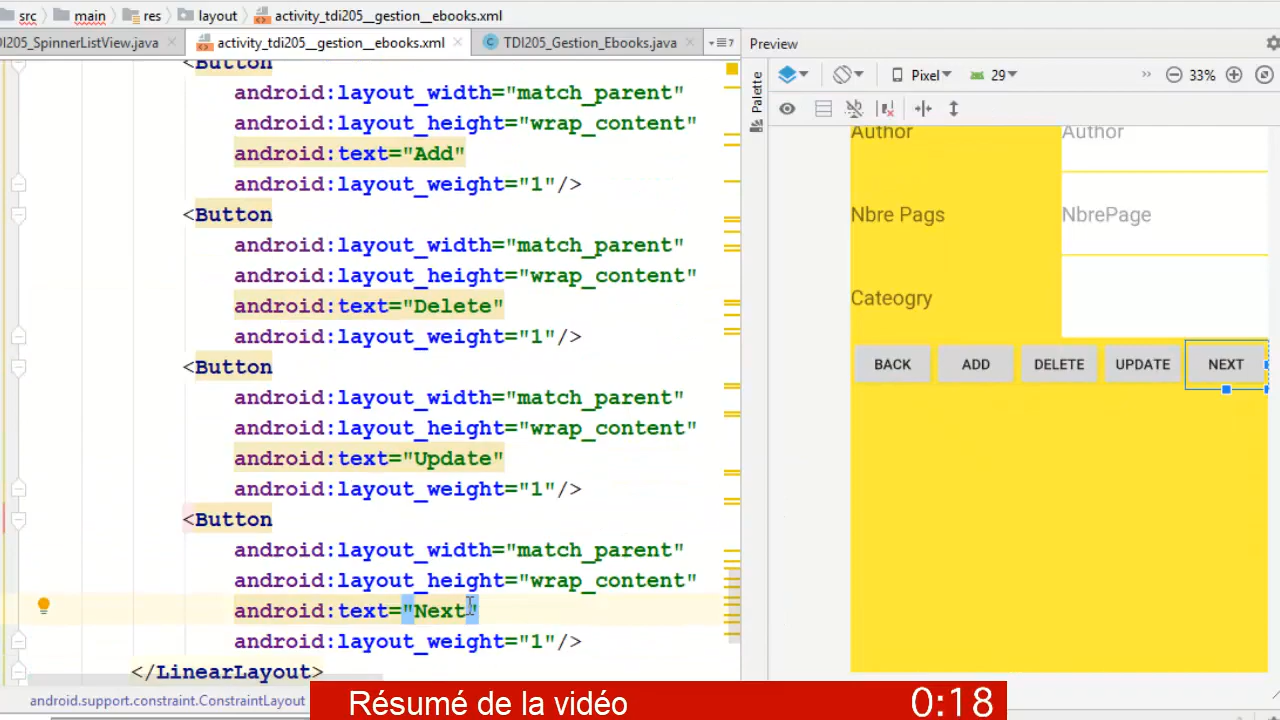 src main res layout activity_tdi205__gestion__ebooks.xml
DI205_SpinnerListView.java activity_tdi205__gestion__ebooks.xml TDI205_Gestion_Ebooks.java 7
Preview
<Button
android:layout_width="match_parent"
android:layout_height="wrap_content"
android:text="Add"
android:layout_weight="1"/>
<Button
android:layout_width="match_parent"
android:layout_height="wrap_content"
android:text="Delete"
android:layout_weight="1"/>
<Button
android:layout_width="match_parent"
android:layout_height="wrap_content"
android:text="Update"
android:layout_weight="1"/>
<Button
android:layout_width="match_parent"
android:layout_height="wrap_content"
android:text="Next"
android:layout_weight="1"/>
</LinearLayout>
android.support.constraint.ConstraintLayout
Palette
Pixel 29 33%
Author Author
Nbre Pags NbrePage
Cateogry
BACK ADD DELETE UPDATE NEXT
Résumé de la vidéo 0:18